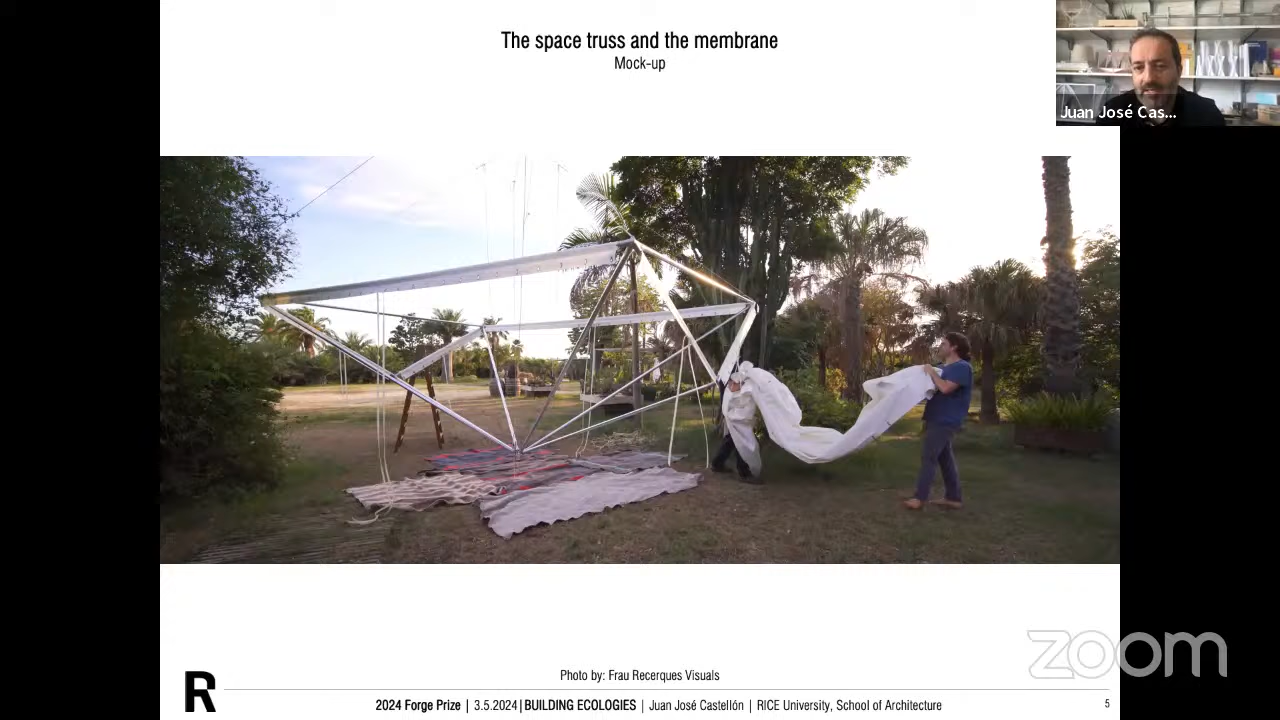 The space truss and the membrane
Mock-up
Juan José Cas...
zoom
Photo by: Frau Recerques Visuals
R
2024 Forge Prize | 3.5.2024 | BUILDING ECOLOGIES | Juan José Castellón | RICE University, School of Architecture
5